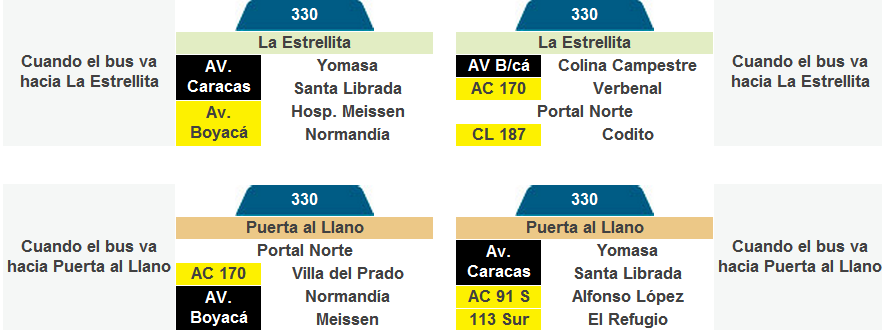 Cuando el bus va
hacia La Estrellita
330
La Estrellita
AV.
Caracas
Yomasa
Santa Librada
Av.
Boyacá
Hosp. Meissen
Normandía
330
La Estrellita
AV B/cá Colina Campestre
AC 170 Verbenal
Portal Norte
CL 187 Codito
Cuando el bus va
hacia La Estrellita
Cuando el bus va
hacia Puerta al Llano
330
Puerta al Llano
Portal Norte
AC 170 Villa del Prado
AV.
Boyacá
Normandía
Meissen
330
Puerta al Llano
Av.
Caracas
Yomasa
Santa Librada
AC 91 S Alfonso López
113 Sur El Refugio
Cuando el bus va
hacia Puerta al Llano